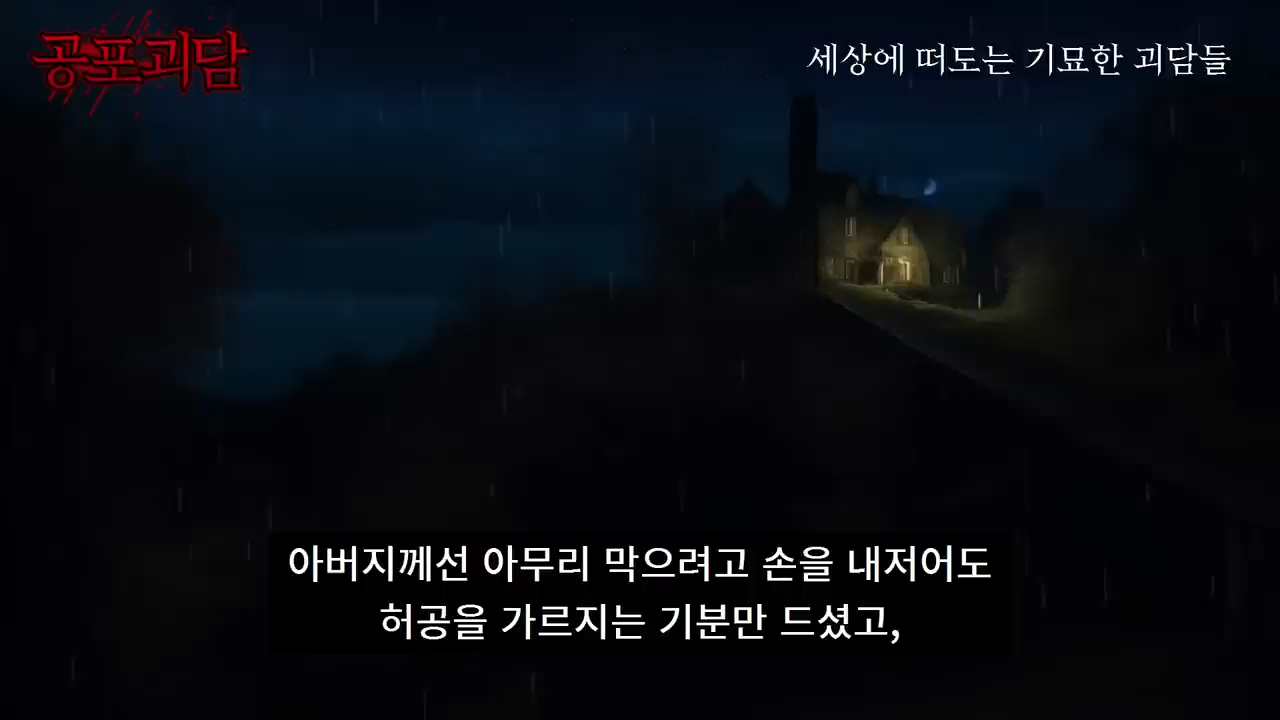 공포괴담
세상에 떠도는 기묘한 괴담들
아버지께선 아무리 막으려고 손을 내저어도
허공을 가르지는 기분만 드셨고,